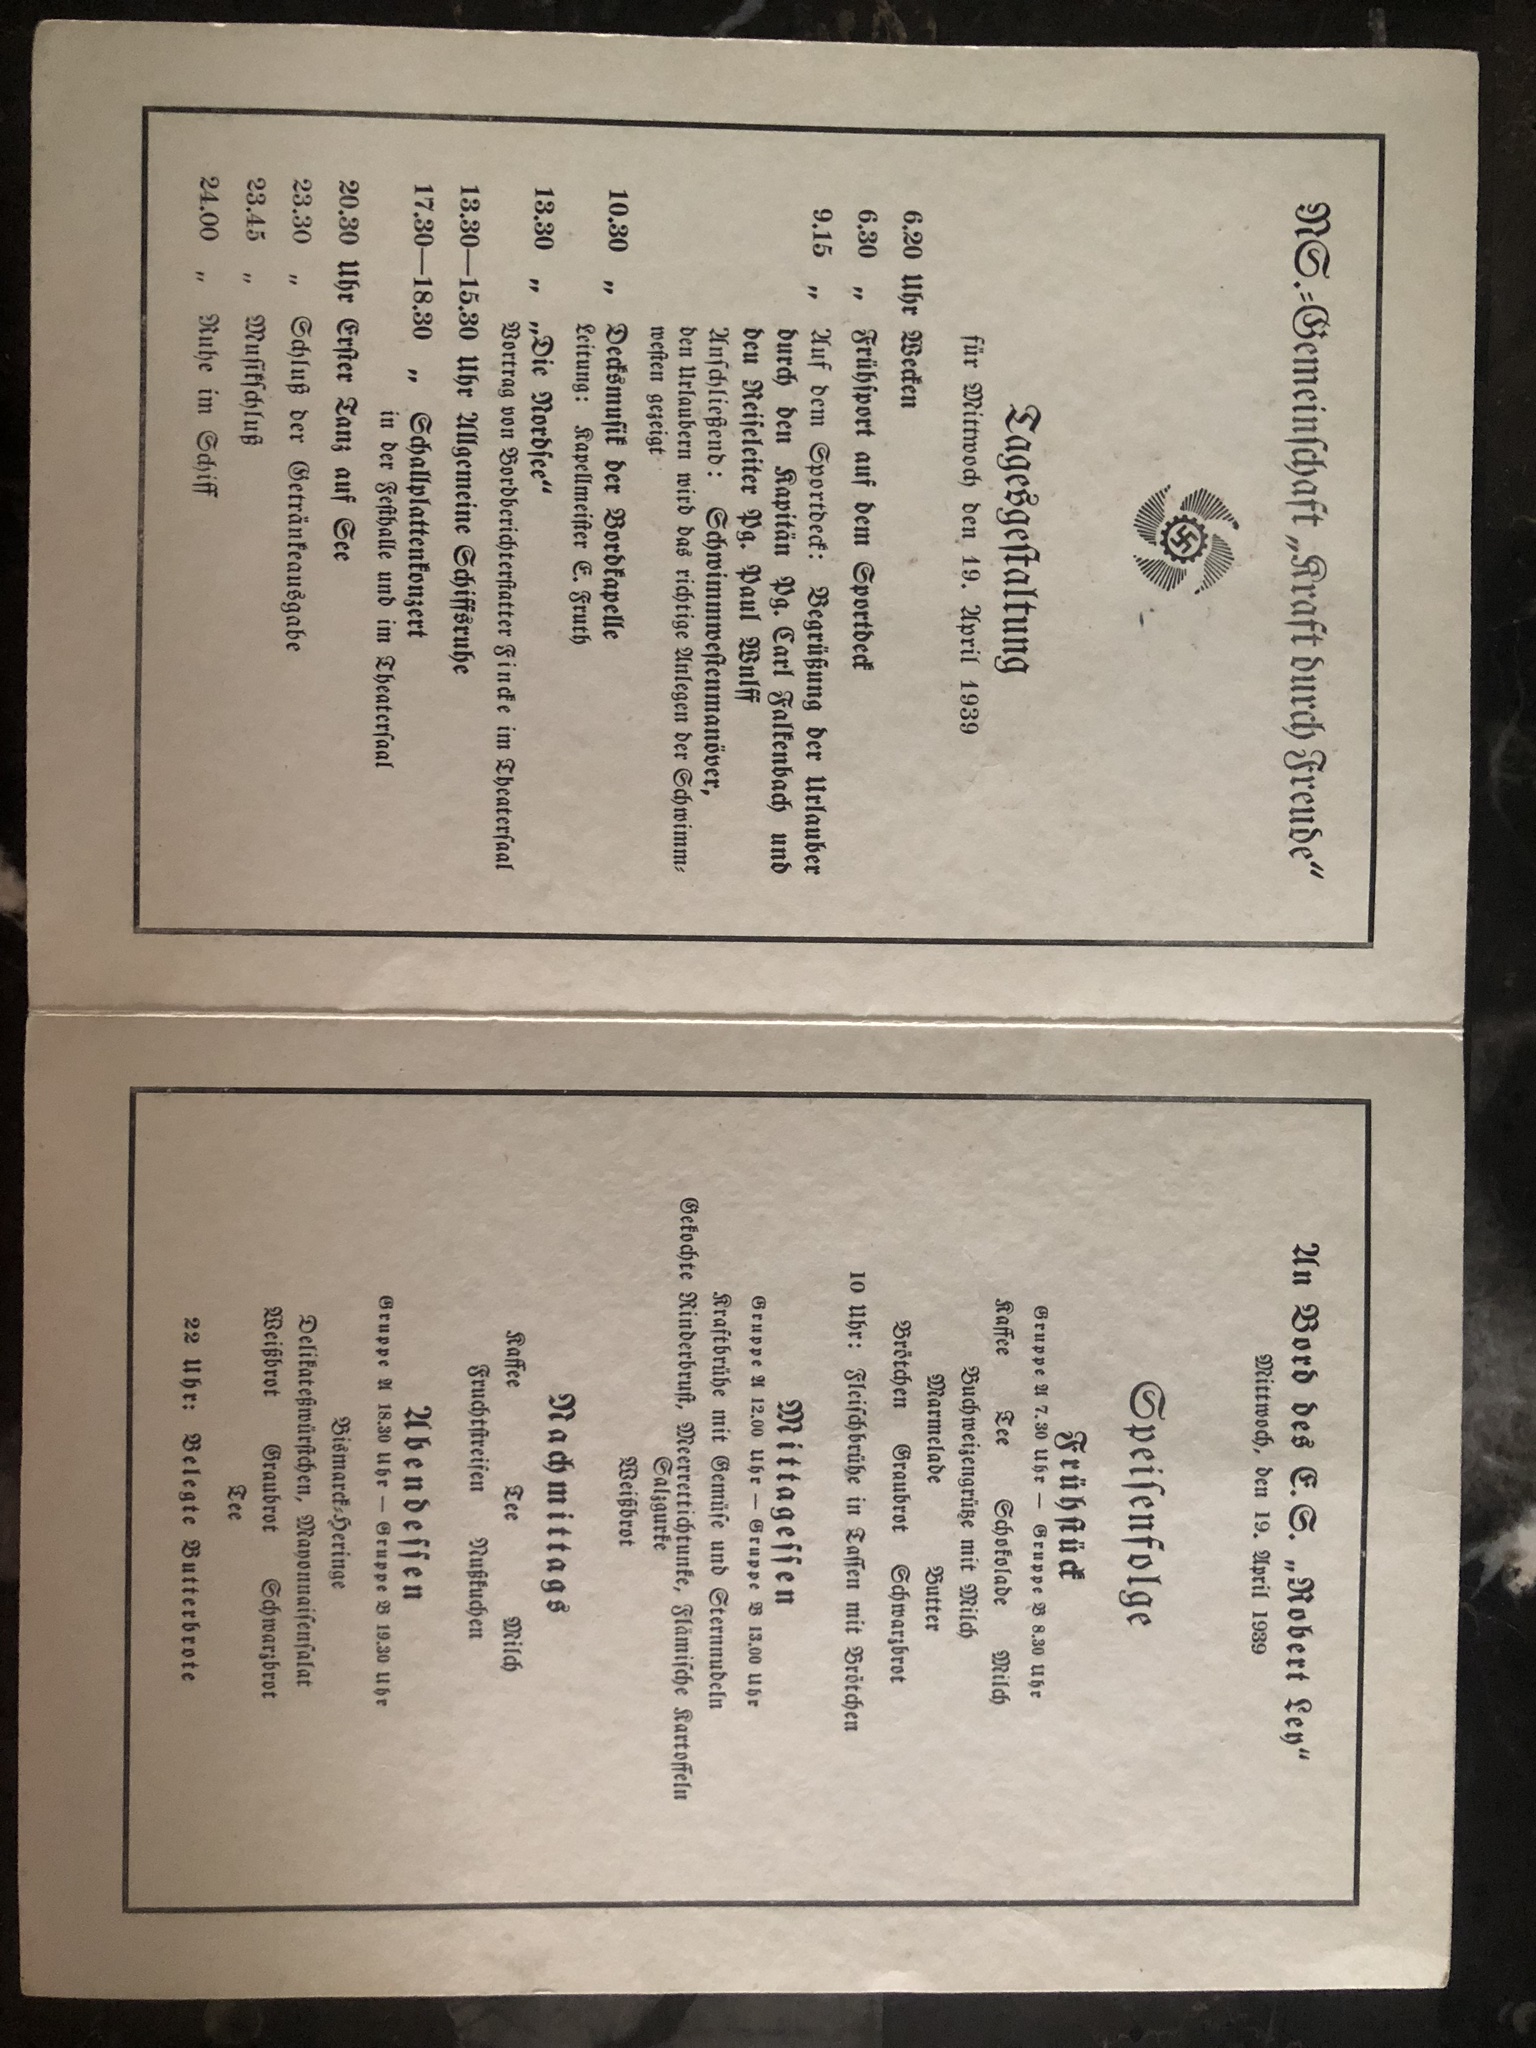 NS.=Gemeinschaft „Kraft durch Freude“
Tagesgestaltung
für Mittwoch den 19. April 1939
6.20 Uhr Wecken
6.30 „ Frühsport auf dem Sportdeck
9.15 „ Auf dem Sportdeck: Begrüßung der Urlauber
durch den Kapitän Pg. Carl Falkenbach und
den Reiseleiter Pg. Paul Wulff
Anschließend: Schwimmwestenmanöver,
den Urlaubern wird das richtige Anlegen der Schwimm=
westen gezeigt
10.30 „ Decksmusik der Bordkapelle
Leitung: Kapellmeister E. Fruth
13.30 „ „Die Nordsee“
Vortrag von Bordberichterstatter Fincke im Theatersaal
13.30—15.30 Uhr Allgemeine Schiffsruhe
17.30—18.30 „ Schallplattenkonzert
in der Festhalle und im Theatersaal
20.30 Uhr Erster Tanz auf See
23.30 „ Schluß der Getränkeausgabe
23.45 „ Musikschluß
24.00 „ Ruhe im Schiff
An Bord des E.S. „Robert Ley“
Mittwoch, den 19. April 1939
Speisenfolge
Frühstück
Gruppe A 7.30 Uhr — Gruppe B 8.30 Uhr
Kaffee Tee Schokolade Milch
Buchweizengrütze mit Milch
Marmelade Butter
Brötchen Graubrot Schwarzbrot
10 Uhr: Fleischbrühe in Tassen mit Brötchen
Mittagessen
Gruppe A 12.00 Uhr — Gruppe B 13.00 Uhr
Kraftbrühe mit Gemüse und Sternnudeln
Gekochte Rinderbrust, Meerrettichtunke, Flämische Kartoffeln
Salzgurke
Weißbrot
Nachmittags
Kaffee Tee Milch
Fruchtstreifen Nußkuchen
Abendessen
Gruppe A 18.30 Uhr — Gruppe B 19.30 Uhr
Bismarck=Heringe
Delikateßwürstchen, Mayonnaisensalat
Weißbrot Graubrot Schwarzbrot
Tee
22 Uhr: Belegte Butterbrote